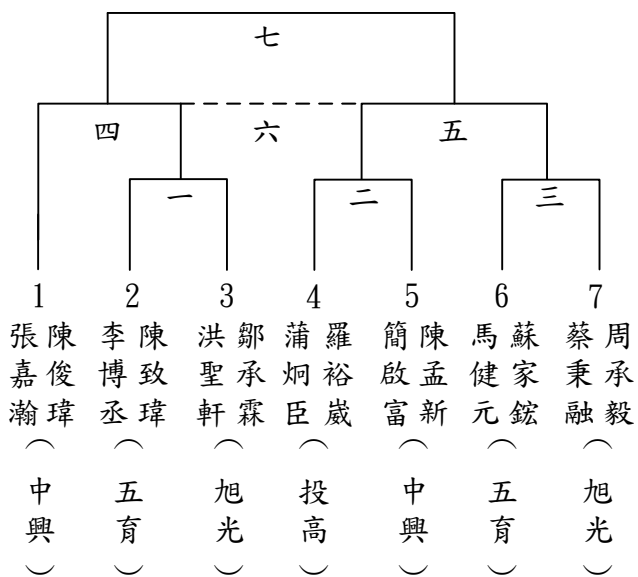 七
四 六 五
一 二 三
1 2 3 4 5 6 7
張嘉瀚 陳俊瑋 (中興)
李博丞 陳致瑋 (五育)
洪聖軒 鄒承霖 (旭光)
蒲炯臣 羅裕崴 (投高)
簡啟富 陳孟新 (中興)
馬健元 蘇家鋐 (五育)
蔡秉融 周承毅 (旭光)